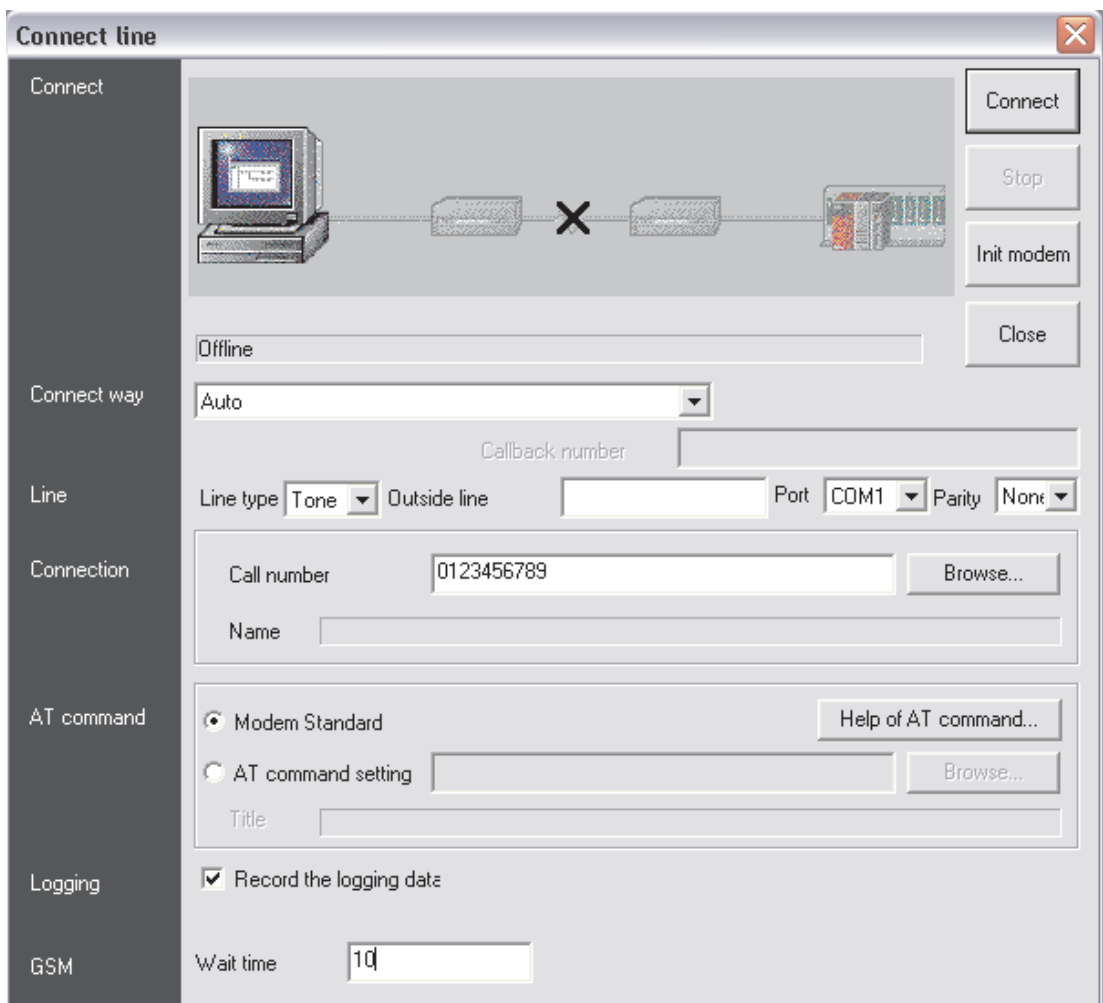 Connect line
Connect
Connect
Stop
Init modem
Close
Offline
Connect way
Auto
Callback number
Line
Line type Tone Outside line Port COM1 Parity None
Connection
Call number 0123456789 Browse...
Name
AT command
Modem Standard Help of AT command...
AT command setting Browse...
Title
Logging
Record the logging data
GSM
Wait time 10